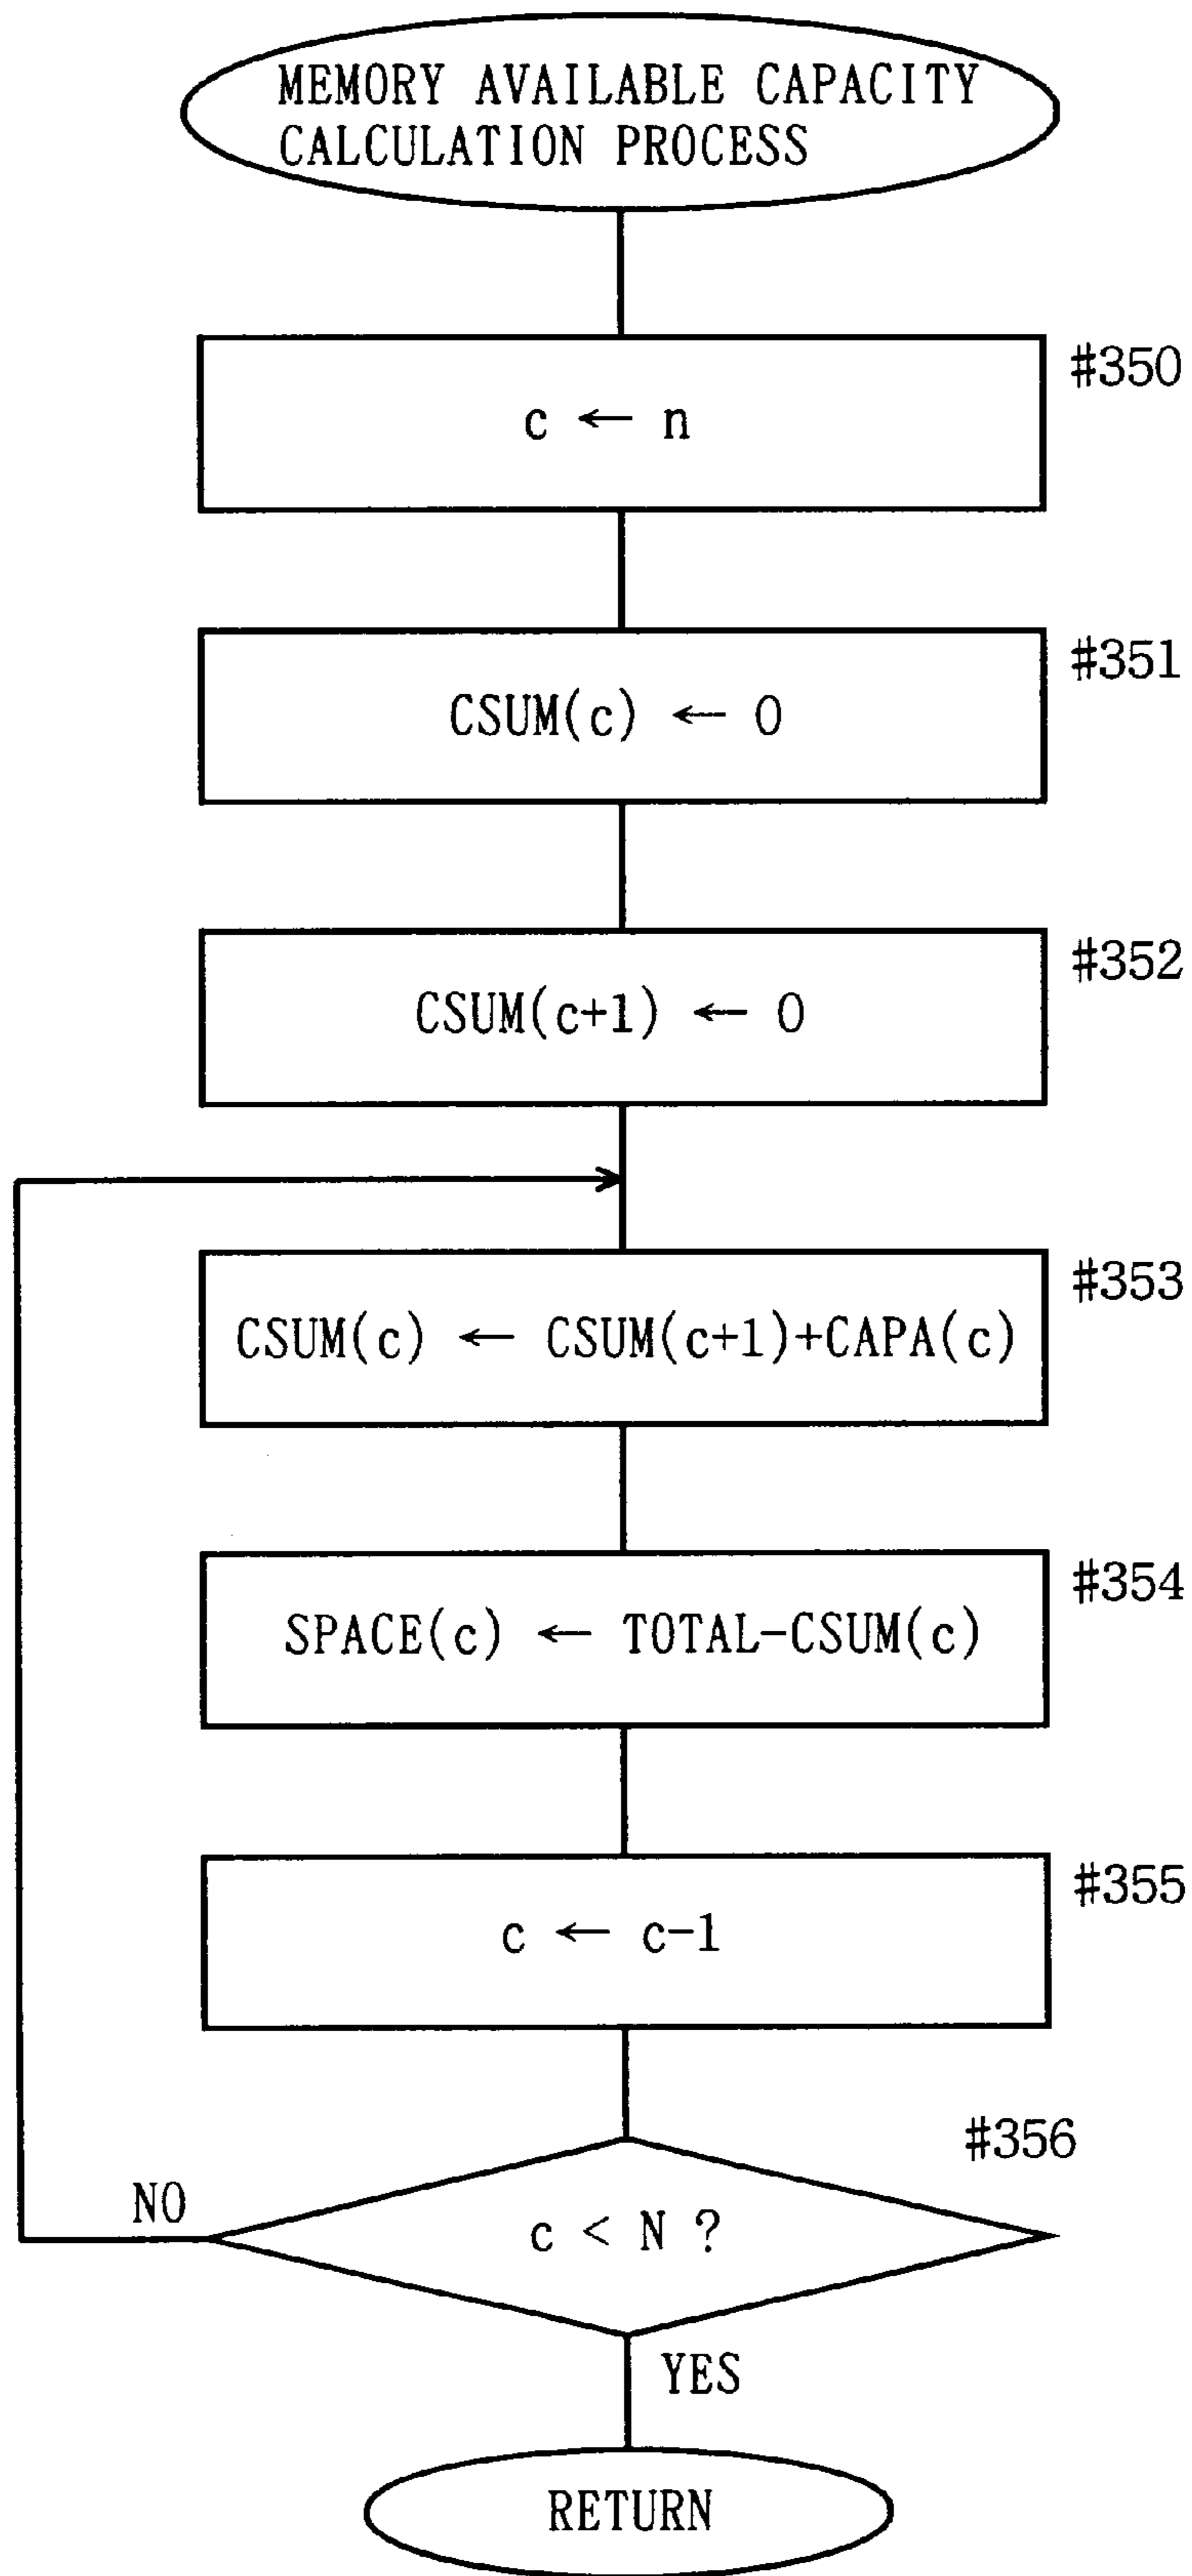 MEMORY AVAILABLE CAPACITY
CALCULATION PROCESS
#350
c ← n
#351
CSUM(c) ← 0
#352
CSUM(c+1) ← 0
#353
CSUM(c) ← CSUM(c+1)+CAPA(c)
#354
SPACE(c) ← TOTAL-CSUM(c)
#355
c ← c-1
#356
NO
c < N ?
YES
RETURN